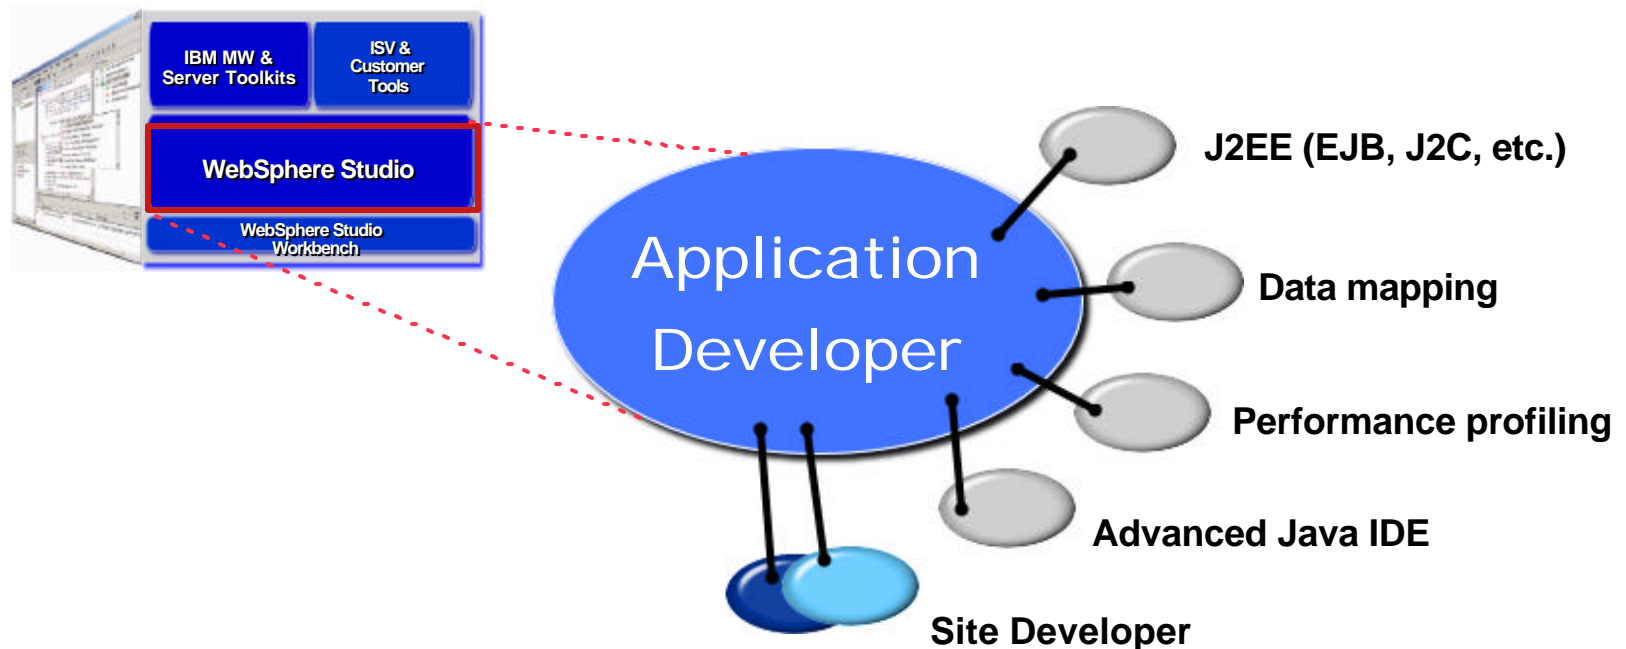 IBM MW &
Server Toolkits
ISV &
Customer
Tools
WebSphere Studio
WebSphere Studio
Workbench
Application
Developer
J2EE (EJB, J2C, etc.)
Data mapping
Performance profiling
Advanced Java IDE
Site Developer